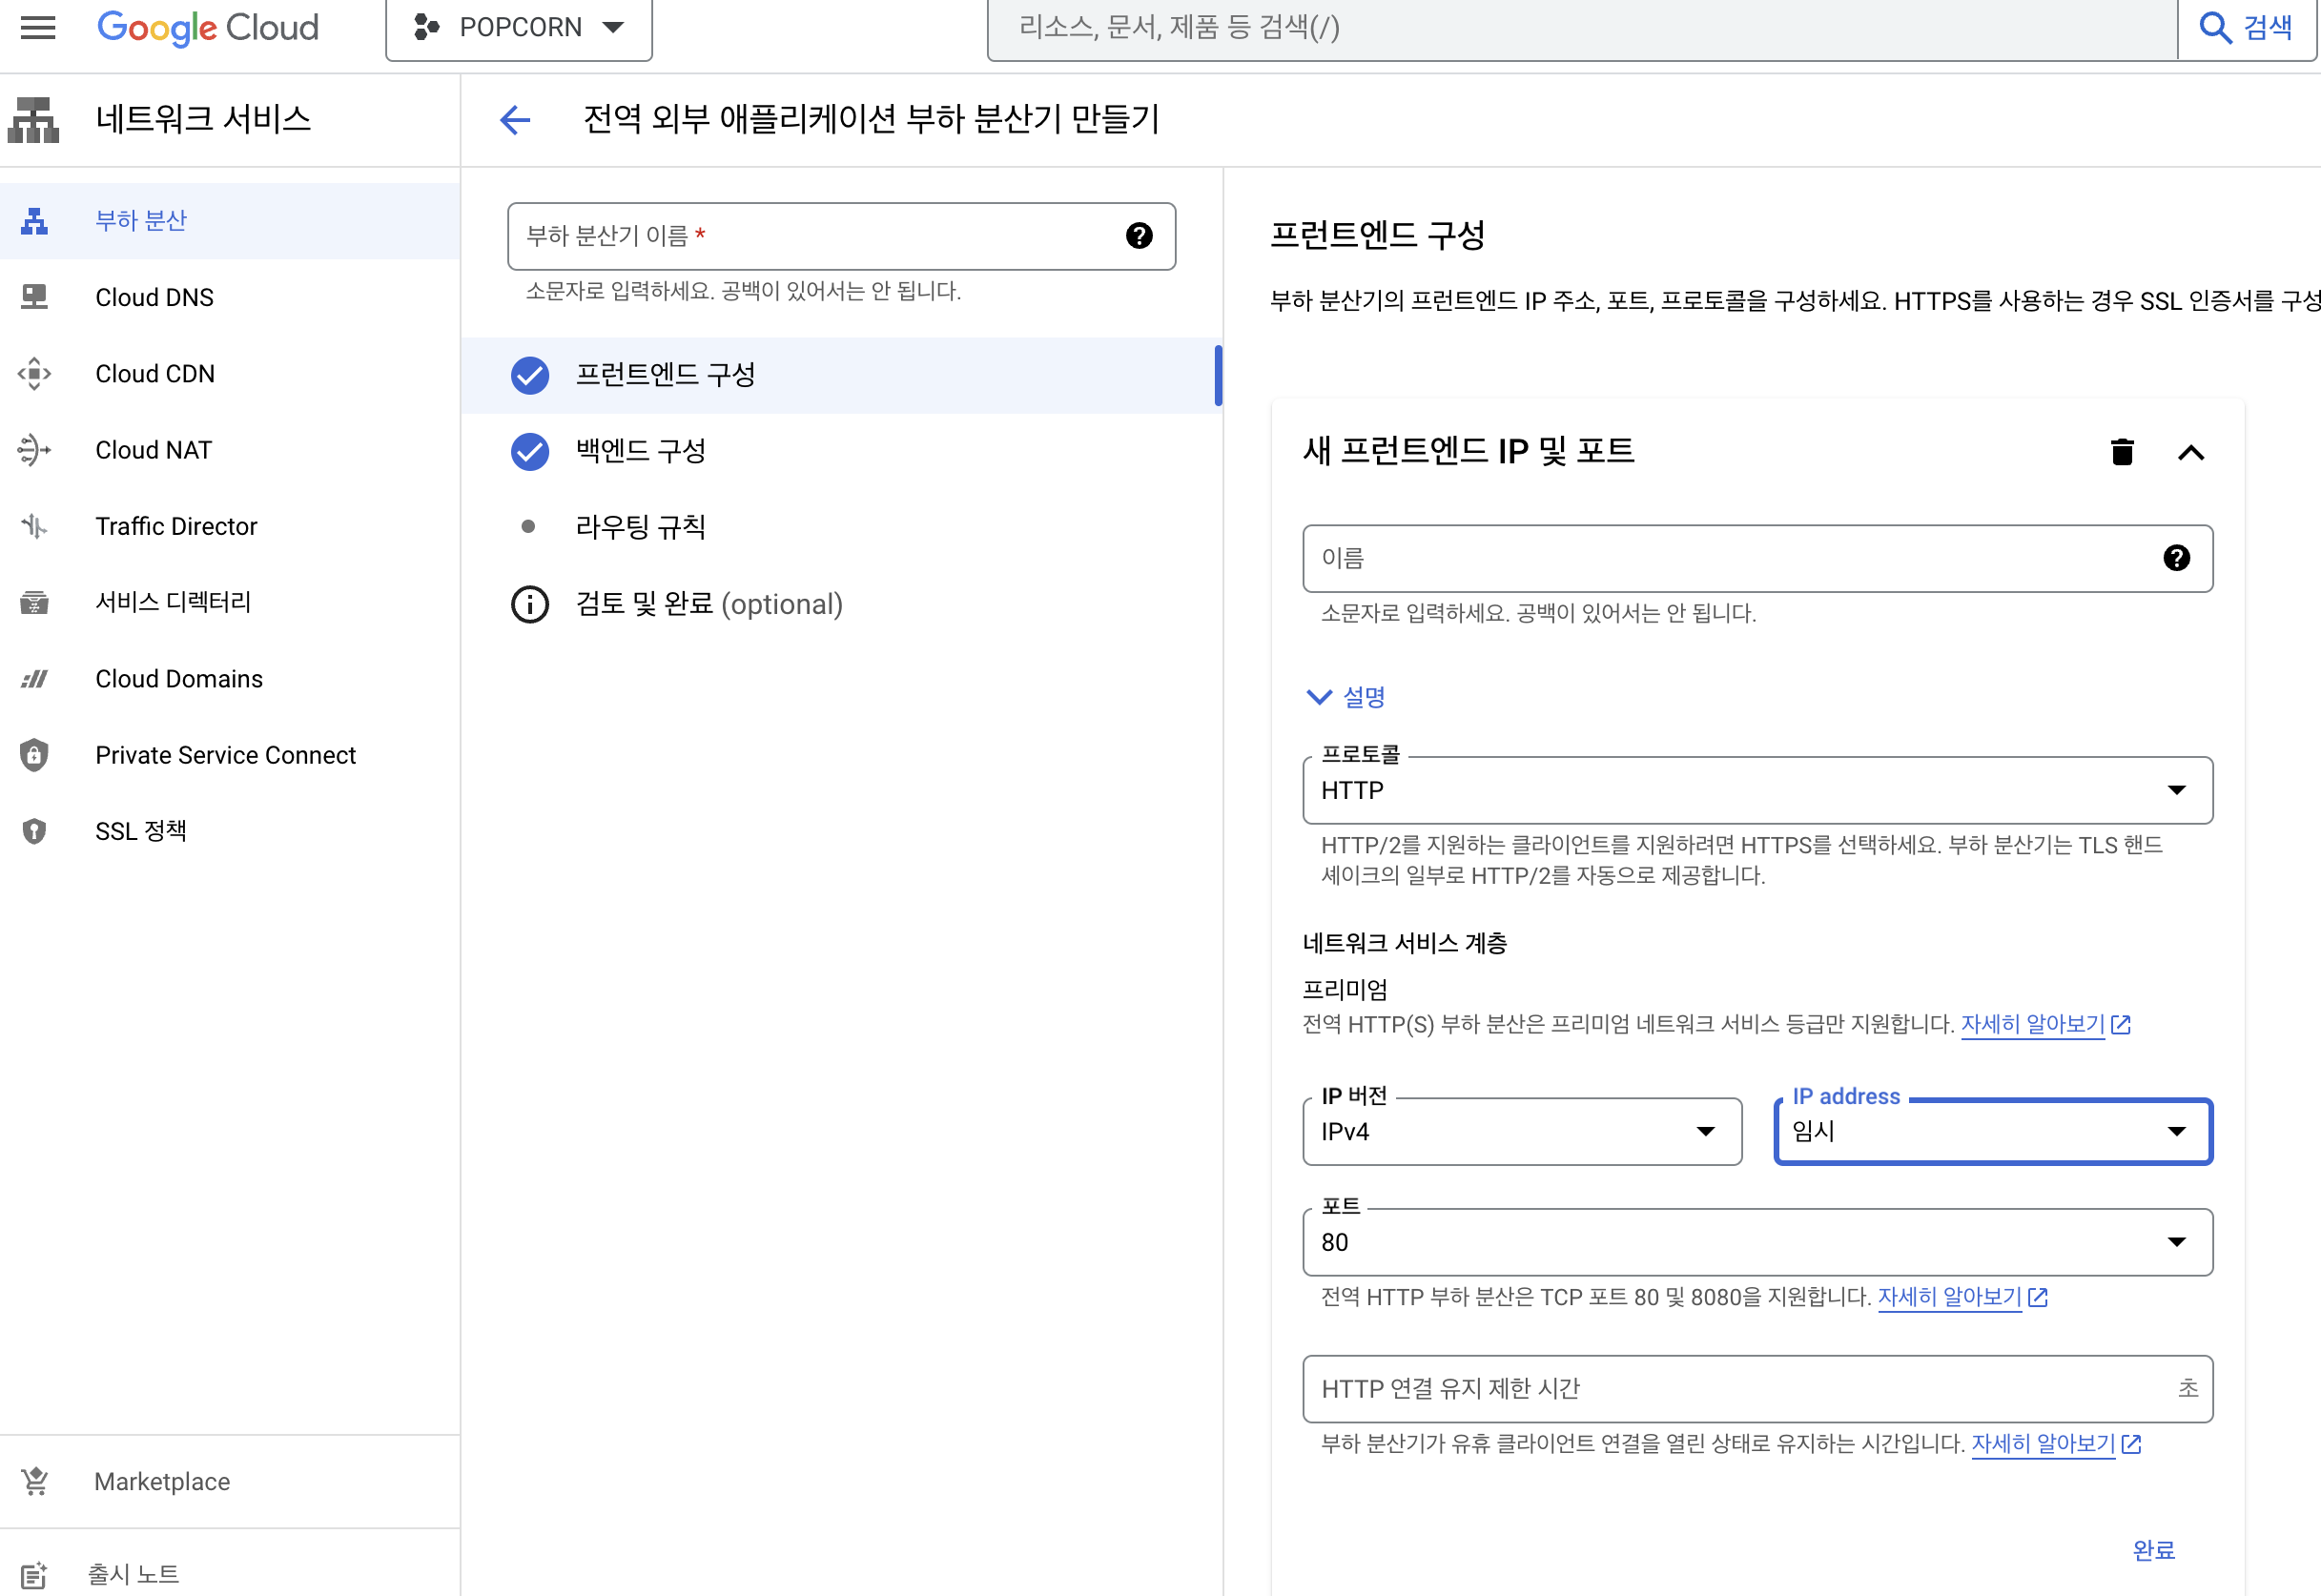 Google Cloud
POPCORN
리소스, 문서, 제품 등 검색(/)
검색
네트워크 서비스
전역 외부 애플리케이션 부하 분산기 만들기
부하 분산
Cloud DNS
Cloud CDN
Cloud NAT
Traffic Director
서비스 디렉터리
Cloud Domains
Private Service Connect
SSL 정책
Marketplace
출시 노트
부하 분산기 이름 *
소문자로 입력하세요. 공백이 있어서는 안 됩니다.
프런트엔드 구성
백엔드 구성
라우팅 규칙
검토 및 완료 (optional)
프런트엔드 구성
부하 분산기의 프런트엔드 IP 주소, 포트, 프로토콜을 구성하세요. HTTPS를 사용하는 경우 SSL 인증서를 구성
새 프런트엔드 IP 및 포트
이름
소문자로 입력하세요. 공백이 있어서는 안 됩니다.
설명
프로토콜
HTTP
HTTP/2를 지원하는 클라이언트를 지원하려면 HTTPS를 선택하세요. 부하 분산기는 TLS 핸드
셰이크의 일부로 HTTP/2를 자동으로 제공합니다.
네트워크 서비스 계층
프리미엄
전역 HTTP(S) 부하 분산은 프리미엄 네트워크 서비스 등급만 지원합니다. 자세히 알아보기
IP 버전
IPv4
IP address
임시
포트
80
전역 HTTP 부하 분산은 TCP 포트 80 및 8080을 지원합니다. 자세히 알아보기
HTTP 연결 유지 제한 시간
초
부하 분산기가 유휴 클라이언트 연결을 열린 상태로 유지하는 시간입니다. 자세히 알아보기
완료